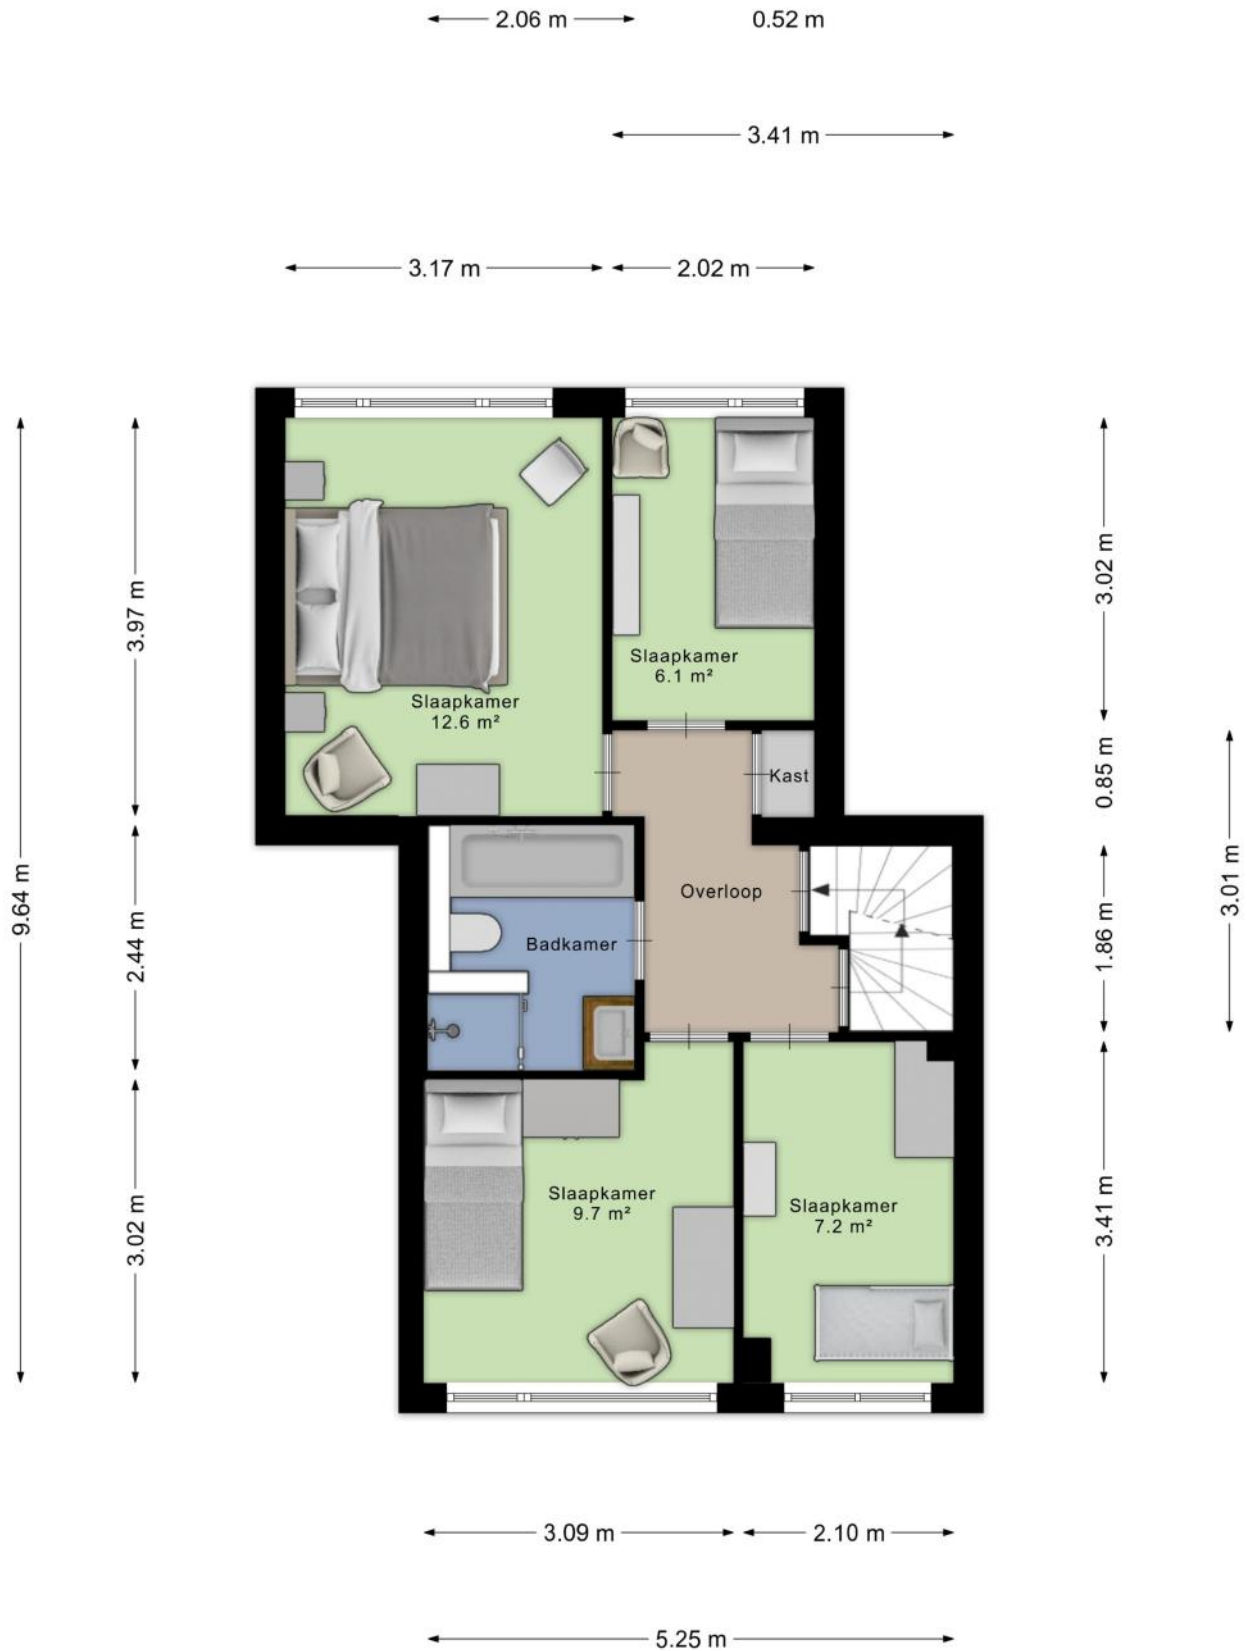 2.06 m
0.52 m
3.41 m
3.17 m
2.02 m
3.97 m
3.02 m
Slaapkamer
6.1 m²
Slaapkamer
12.6 m²
0.85 m
Kast
9.64 m
2.44 m
Overloop
1.86 m
3.01 m
Badkamer
3.02 m
Slaapkamer
9.7 m²
Slaapkamer
7.2 m²
3.41 m
3.09 m
2.10 m
5.25 m